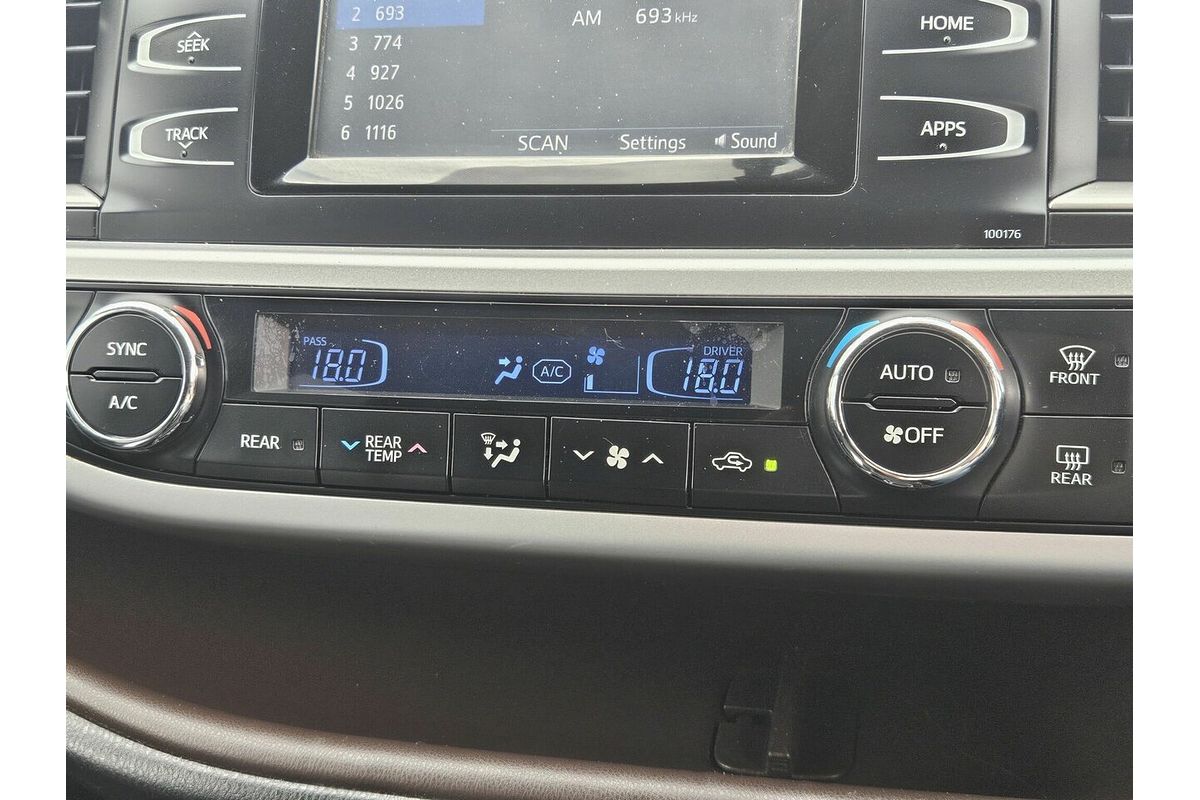 SEEK
TRACK
2 693
3 774
4 927
5 1026
6 1116
AM 693 kHz
SCAN Settings Sound
HOME
APPS
100176
SYNC
A/C
PASS
18.0
A/C
DRIVER
18.0
AUTO
OFF
FRONT
REAR
REAR
TEMP
REAR